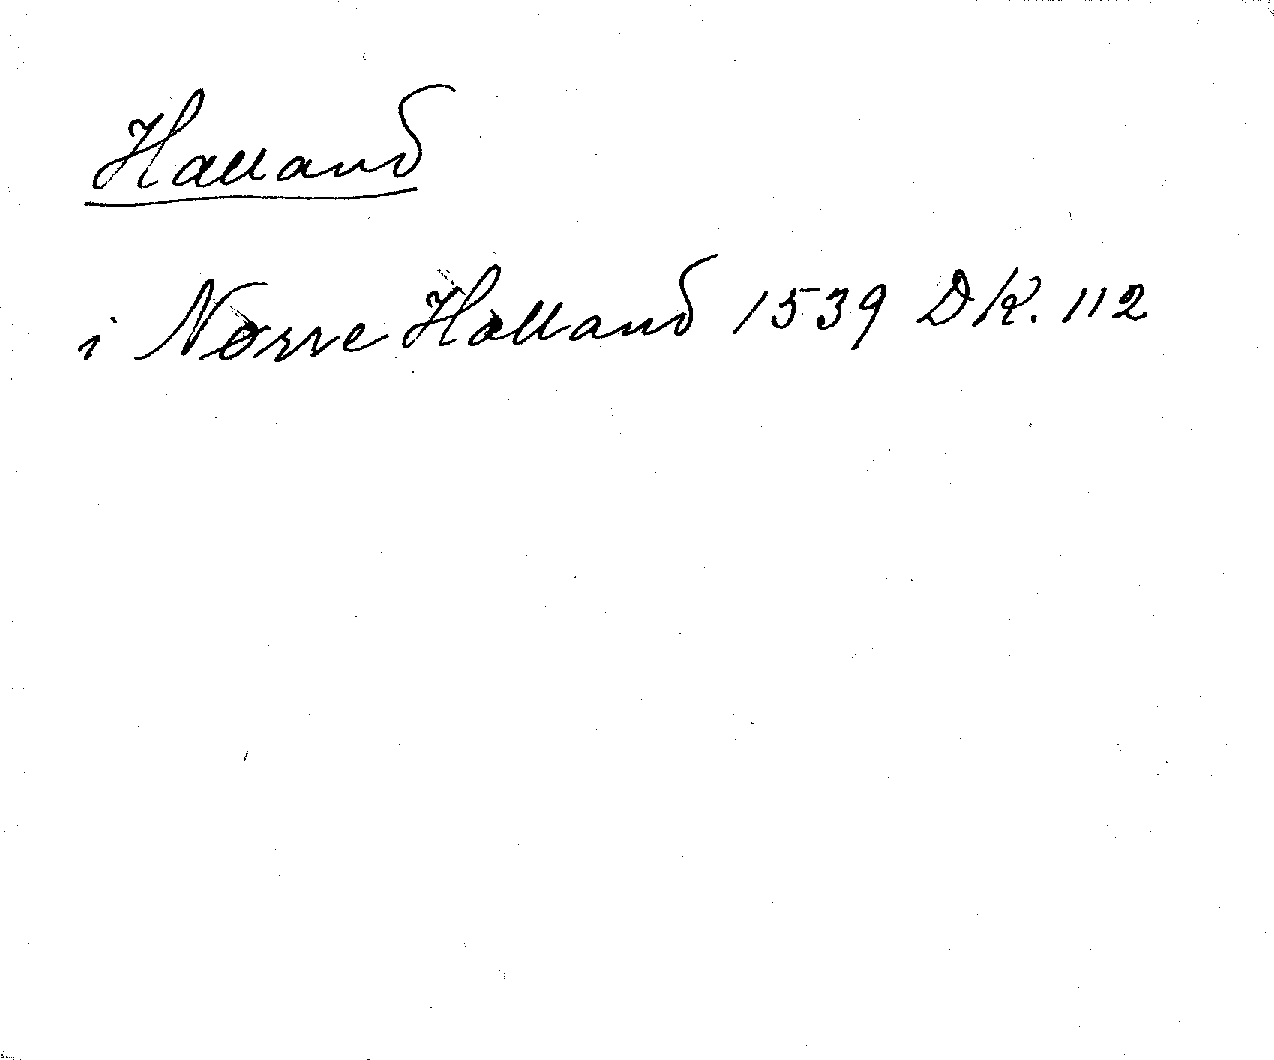 Halland
i Nørre Halland 1539 DK. 112